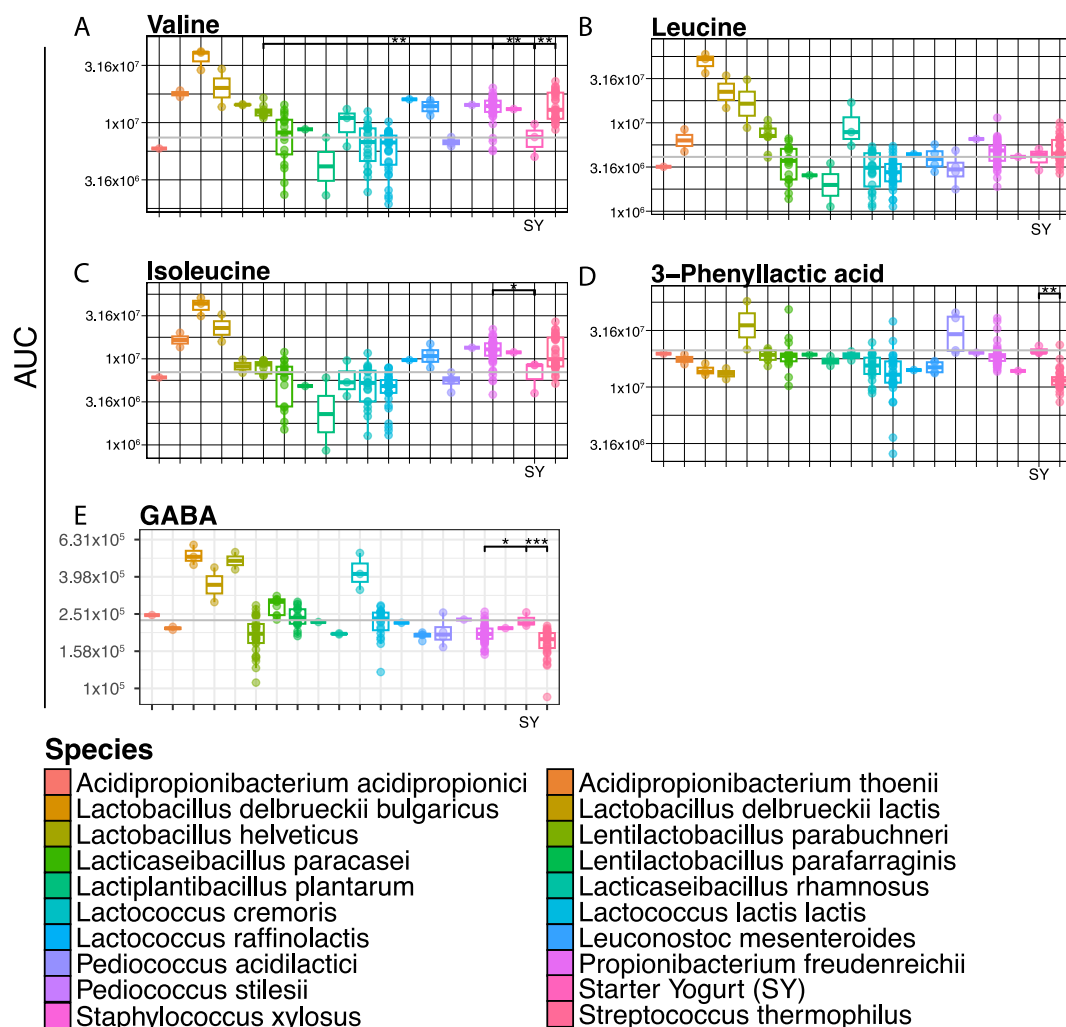 A
Valine
B
Leucine
** ** **
3.16x10⁷
1x10⁷
3.16x10⁶
SY
3.16x10⁷
1x10⁷
3.16x10⁶
1x10⁶
SY
C
Isoleucine
D
3−Phenyllactic acid
*
**
3.16x10⁷
1x10⁷
3.16x10⁶
1x10⁶
SY
3.16x10⁷
1x10⁷
3.16x10⁶
SY
AUC
E
GABA
* ***
6.31x10⁵
3.98x10⁵
2.51x10⁵
1.58x10⁵
1x10⁵
SY
Species
Acidipropionibacterium acidipropionici
Acidipropionibacterium thoenii
Lactobacillus delbrueckii bulgaricus
Lactobacillus delbrueckii lactis
Lactobacillus helveticus
Lentilactobacillus parabuchneri
Lacticaseibacillus paracasei
Lentilactobacillus parafarraginis
Lactiplantibacillus plantarum
Lacticaseibacillus rhamnosus
Lactococcus cremoris
Lactococcus lactis lactis
Lactococcus raffinolactis
Leuconostoc mesenteroides
Pediococcus acidilactici
Propionibacterium freudenreichii
Pediococcus stilesii
Starter Yogurt (SY)
Staphylococcus xylosus
Streptococcus thermophilus